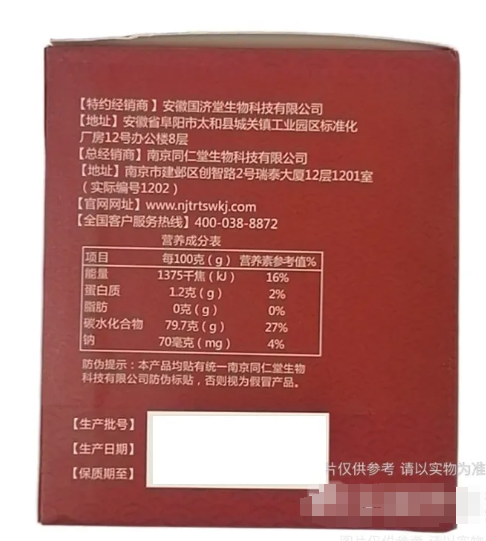 【特约经销商】安徽国济堂生物科技有限公司
【地址】安徽省阜阳市太和县城关镇工业园区标准化
厂房12号办公楼8层
【总经销商】南京同仁堂生物科技有限公司
【地址】南京市建邺区创智路2号瑞泰大厦12层1201室
（实际编号1202）
【官网网址】www.njtrtswkj.com
【全国客户服务热线】400-038-8872
营养成分表
项目 每100克（g） 营养素参考值%
能量 1375千焦（kJ） 16%
蛋白质 1.2克（g） 2%
脂肪 0克（g） 0%
碳水化合物 79.7克（g） 27%
钠 70毫克（mg） 4%
防伪提示：本产品均贴有统一南京同仁堂生物
科技有限公司防伪标贴，否则视为假冒产品。
【生产批号】
【生产日期】
【保质期至】
片仅供参考 请以实物为准